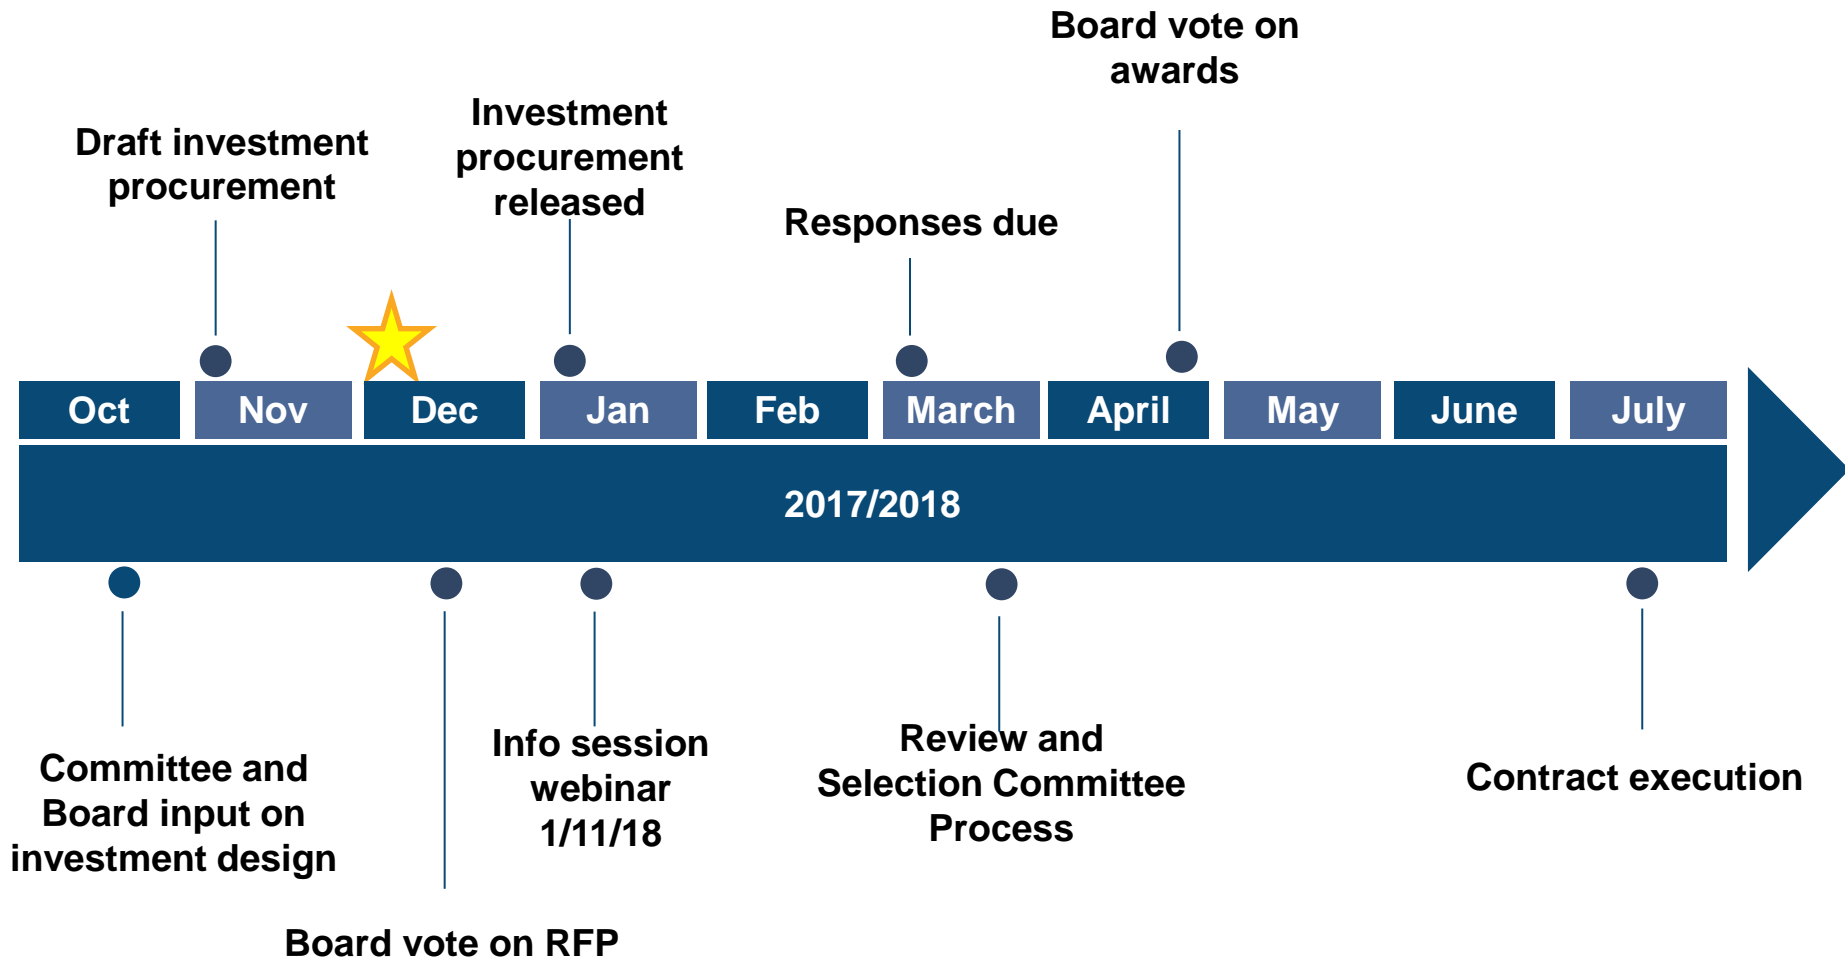 Board vote on
awards
Draft investment
procurement
Investment
procurement
released
Responses due
Oct
Nov
Dec
Jan
Feb
March
April
May
June
July
2017/2018
Committee and
Board input on
investment design
Board vote on RFP
Info session
webinar
1/11/18
Review and
Selection Committee
Process
Contract execution